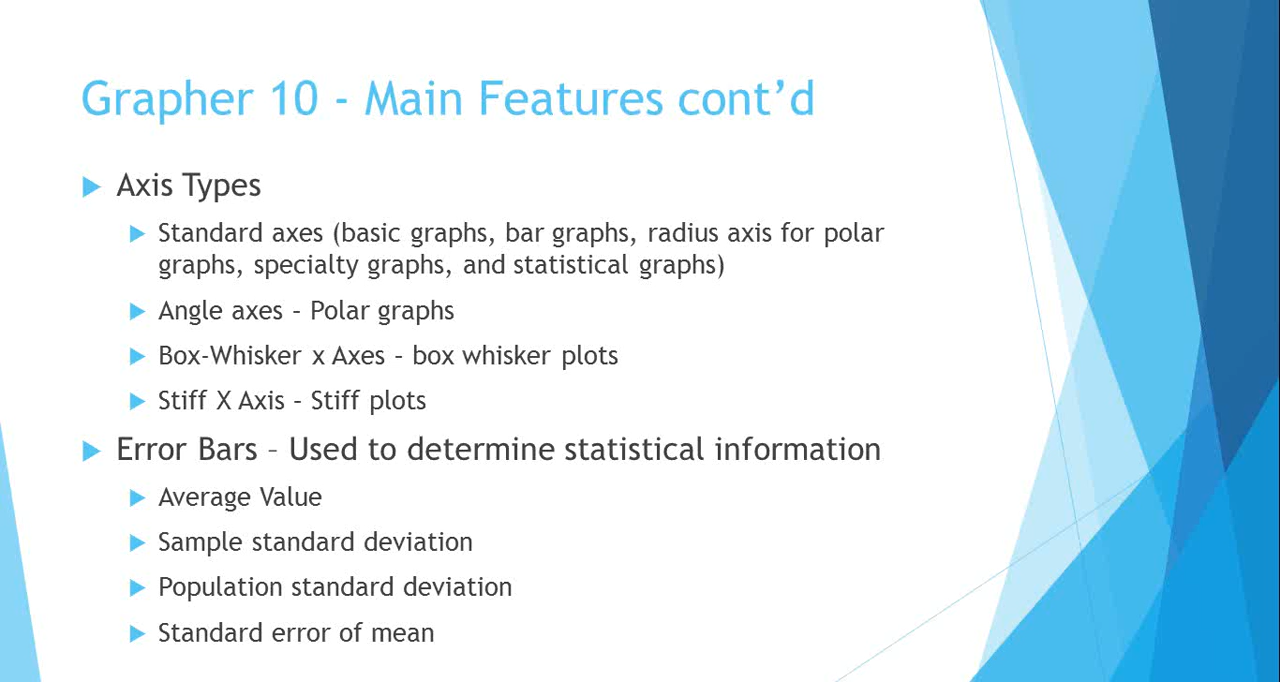 Grapher 10 - Main Features cont’d
Axis Types
Standard axes (basic graphs, bar graphs, radius axis for polar
graphs, specialty graphs, and statistical graphs)
Angle axes – Polar graphs
Box-Whisker x Axes – box whisker plots
Stiff X Axis – Stiff plots
Error Bars – Used to determine statistical information
Average Value
Sample standard deviation
Population standard deviation
Standard error of mean